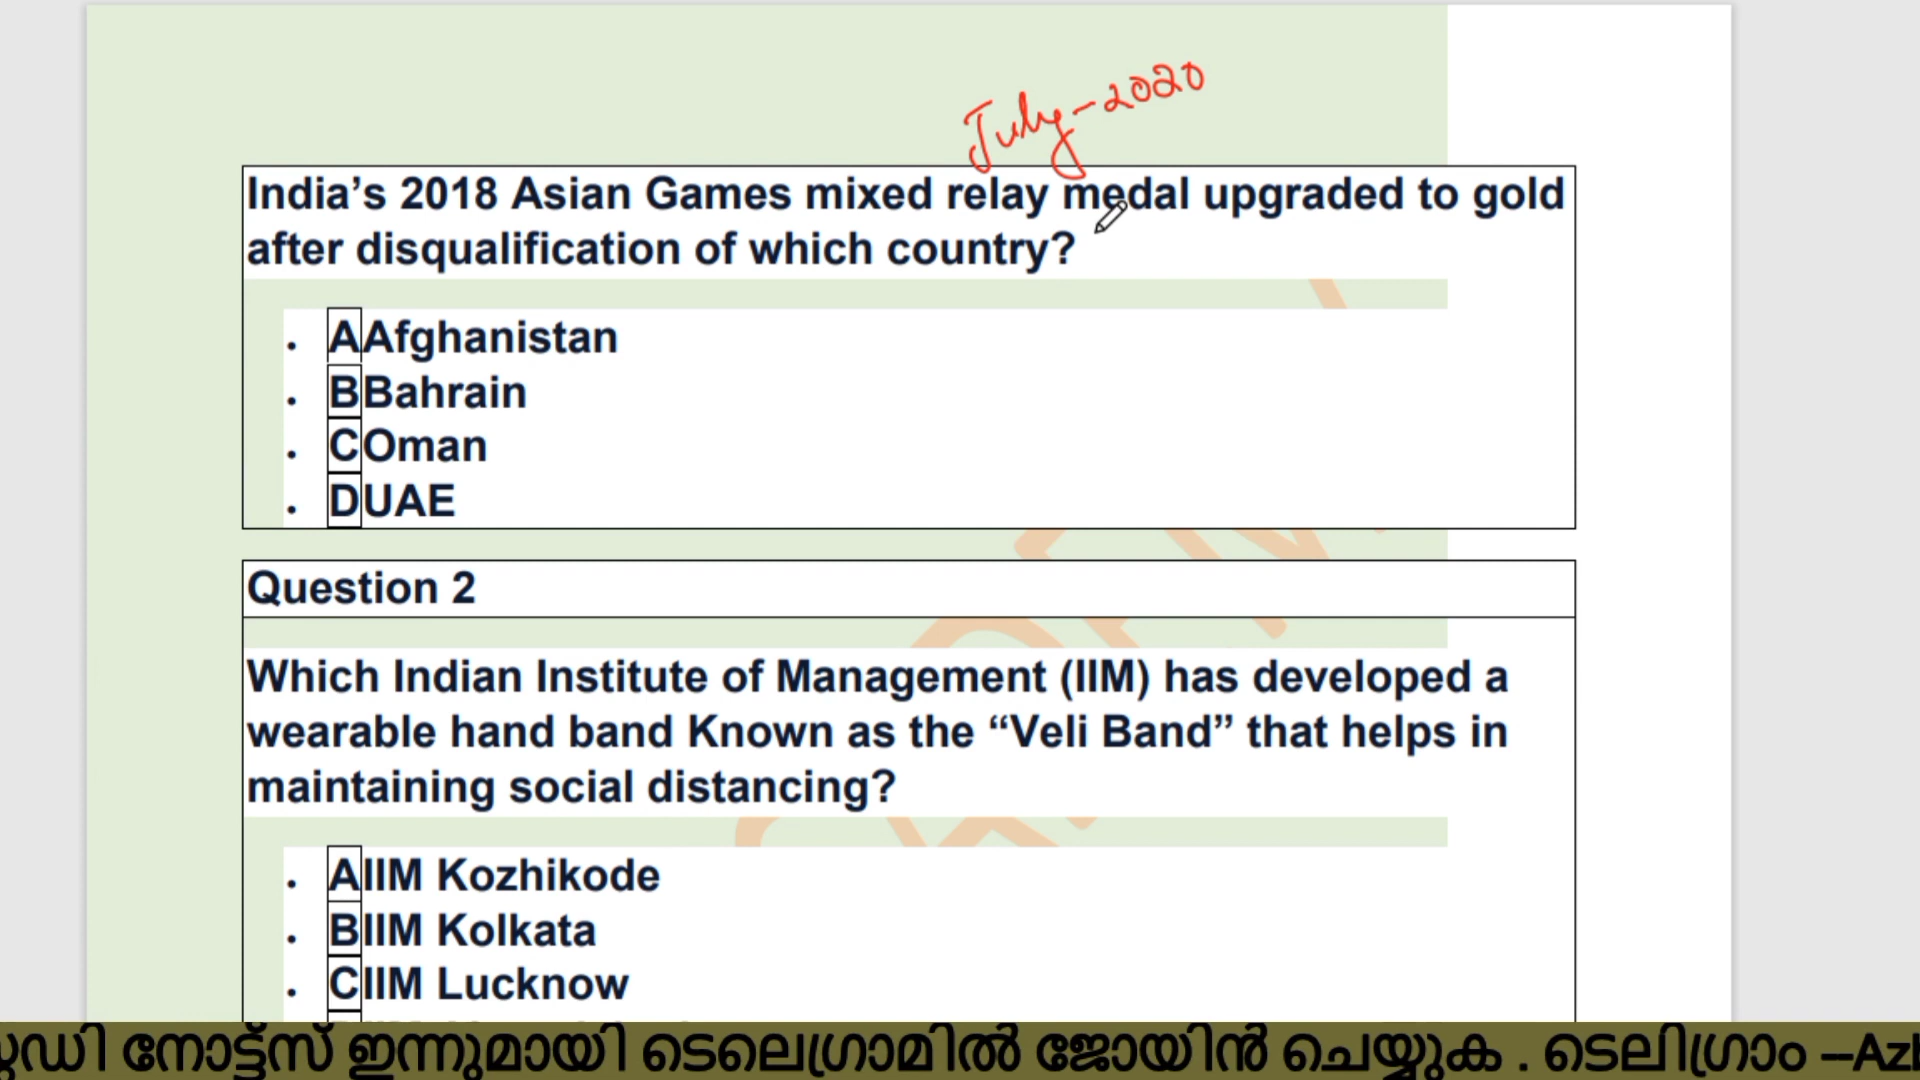 July-2020
India’s 2018 Asian Games mixed relay medal upgraded to gold
after disqualification of which country?
. AAfghanistan
. BBahrain
. COman
. DUAE
Question 2
Which Indian Institute of Management (IIM) has developed a
wearable hand band Known as the “Veli Band” that helps in
maintaining social distancing?
. AIIM Kozhikode
. BIIM Kolkata
. CIIM Lucknow
നോട്ട്സ് ഇന്നുമായി ടെലെഗ്രാമിൽ ജോയിൻ ചെയ്യുക . ടെലിഗ്രാം –Azh